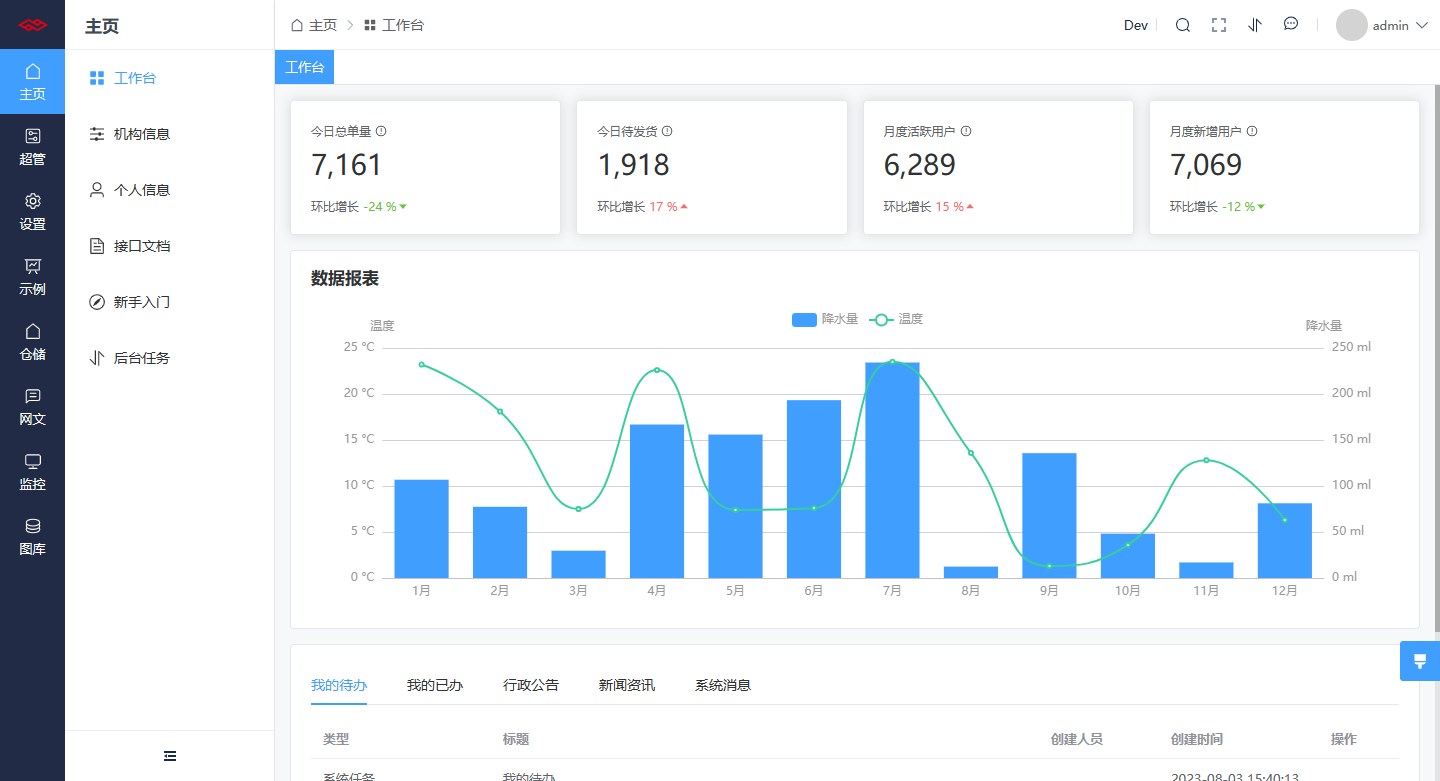 主页
超管
设置
示例
仓储
网文
监控
图库
主页
工作台
机构信息
个人信息
接口文档
新手入门
后台任务
主页 > 工作台
Dev
admin
工作台
今日总单量
7,161
环比增长 -24 %
今日待发货
1,918
环比增长 17 %
月度活跃用户
6,289
环比增长 15 %
月度新增用户
7,069
环比增长 -12 %
数据报表
降水量 温度
温度
降水量
25 °C
20 °C
15 °C
10 °C
5 °C
0 °C
250 ml
200 ml
150 ml
100 ml
50 ml
0 ml
1月 2月 3月 4月 5月 6月 7月 8月 9月 10月 11月 12月
我的待办 我的已办 行政公告 新闻资讯 系统消息
类型 标题 创建人员 创建时间 操作
系统任务 我的待办 2023-08-03 15:40:13